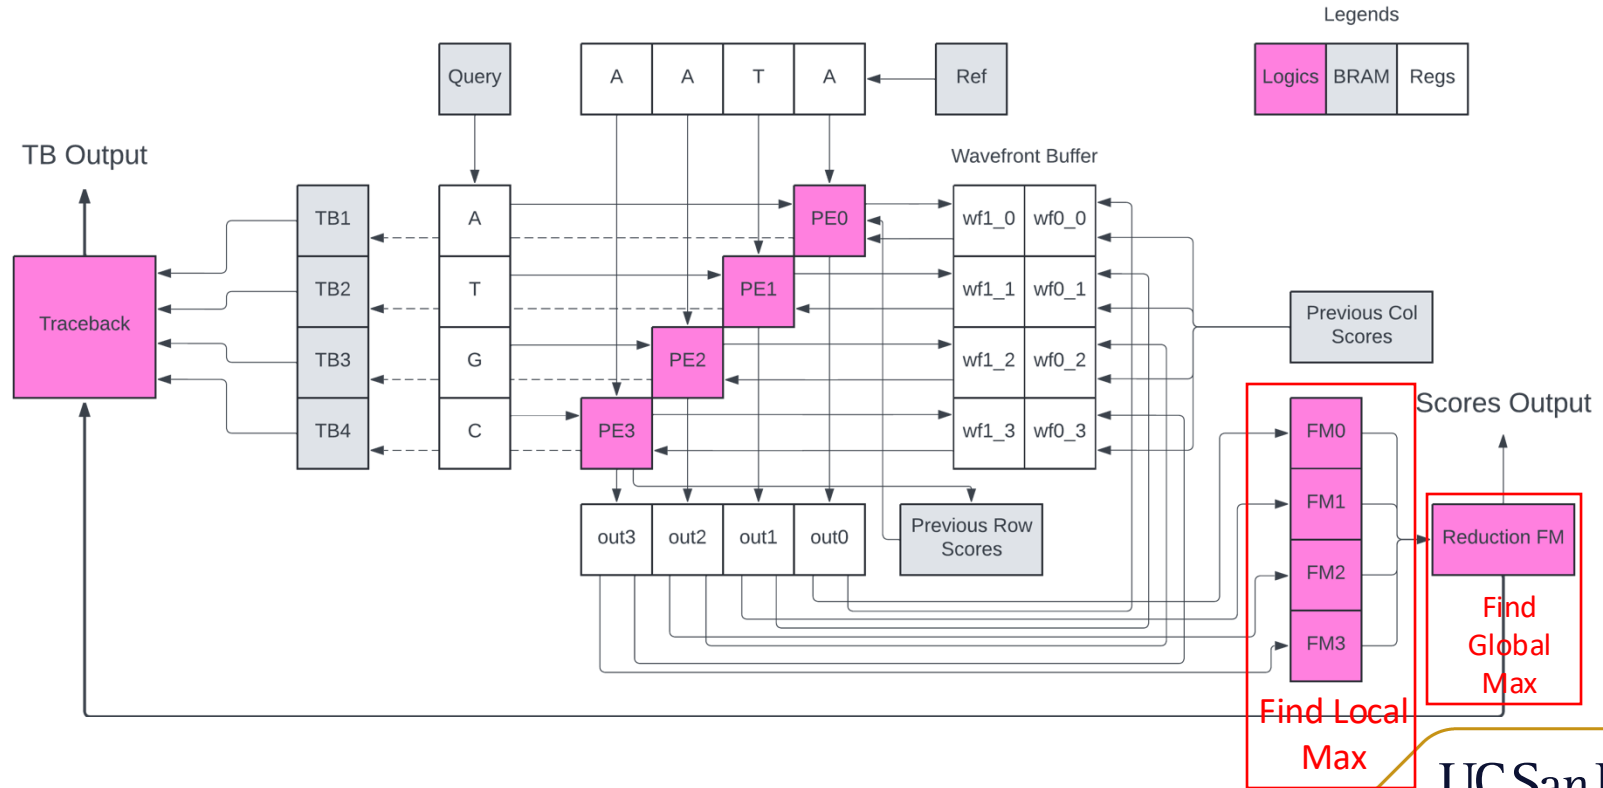 Legends
Logics BRAM Regs
Query
A A T A
Ref
TB Output
Wavefront Buffer
TB1
A
PE0
wf1_0 wf0_0
TB2
T
PE1
wf1_1 wf0_1
Traceback
Previous Col
Scores
TB3
G
PE2
wf1_2 wf0_2
TB4
C
PE3
wf1_3 wf0_3
out3 out2 out1 out0
Previous Row
Scores
FM0
FM1
FM2
FM3
Find Local
Max
Scores Output
Reduction FM
Find
Global
Max
UC San